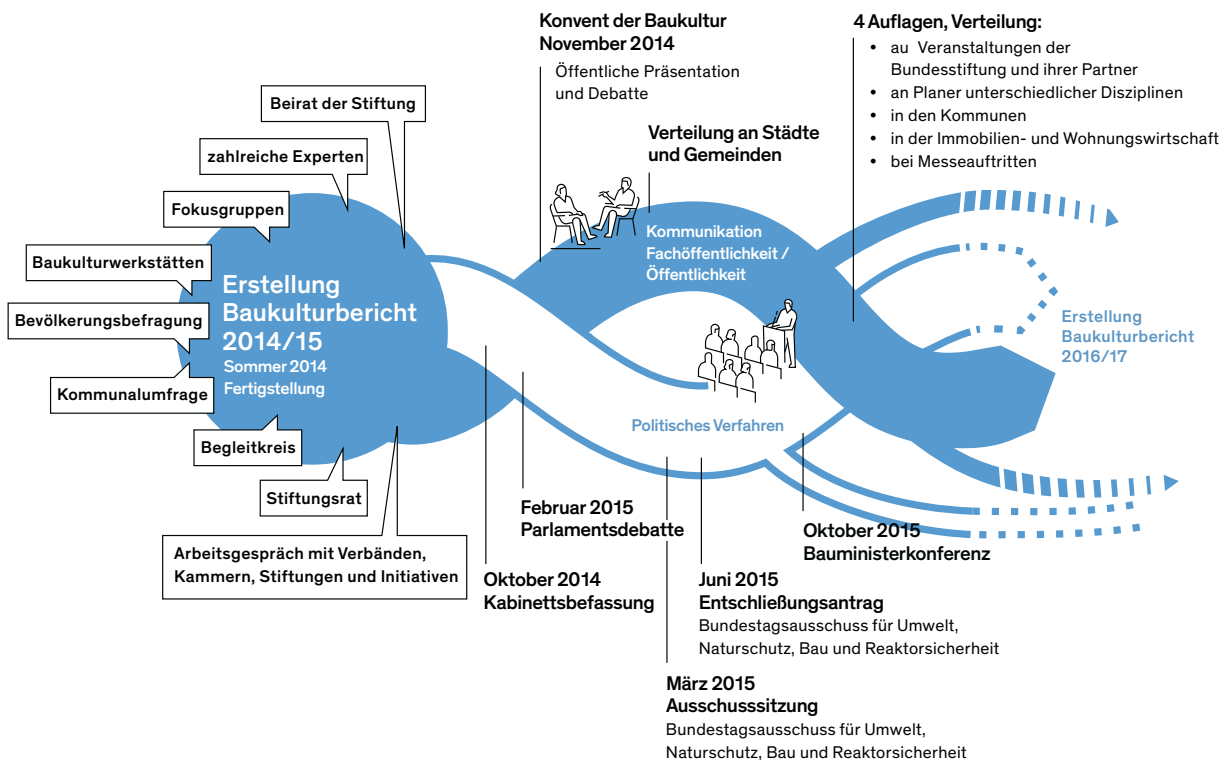 Konvent der Baukultur
November 2014
Öffentliche Präsentation
und Debatte
4 Auflagen, Verteilung:
• au Veranstaltungen der
Bundesstiftung und ihrer Partner
• an Planer unterschiedlicher Disziplinen
• in den Kommunen
• in der Immobilien- und Wohnungswirtschaft
• bei Messeauftritten
Verteilung an Städte
und Gemeinden
Beirat der Stiftung
zahlreiche Experten
Fokusgruppen
Baukulturwerkstätten
Bevölkerungsbefragung
Kommunalumfrage
Begleitkreis
Stiftungsrat
Arbeitsgespräch mit Verbänden,
Kammern, Stiftungen und Initiativen
Erstellung
Baukulturbericht
2014/15
Sommer 2014
Fertigstellung
Kommunikation
Fachöffentlichkeit /
Öffentlichkeit
Politisches Verfahren
Erstellung
Baukulturbericht
2016/17
Oktober 2014
Kabinettsbefassung
Februar 2015
Parlamentsdebatte
März 2015
Ausschusssitzung
Bundestagsausschuss für Umwelt,
Naturschutz, Bau und Reaktorsicherheit
Juni 2015
Entschließungsantrag
Bundestagsausschuss für Umwelt,
Naturschutz, Bau und Reaktorsicherheit
Oktober 2015
Bauministerkonferenz